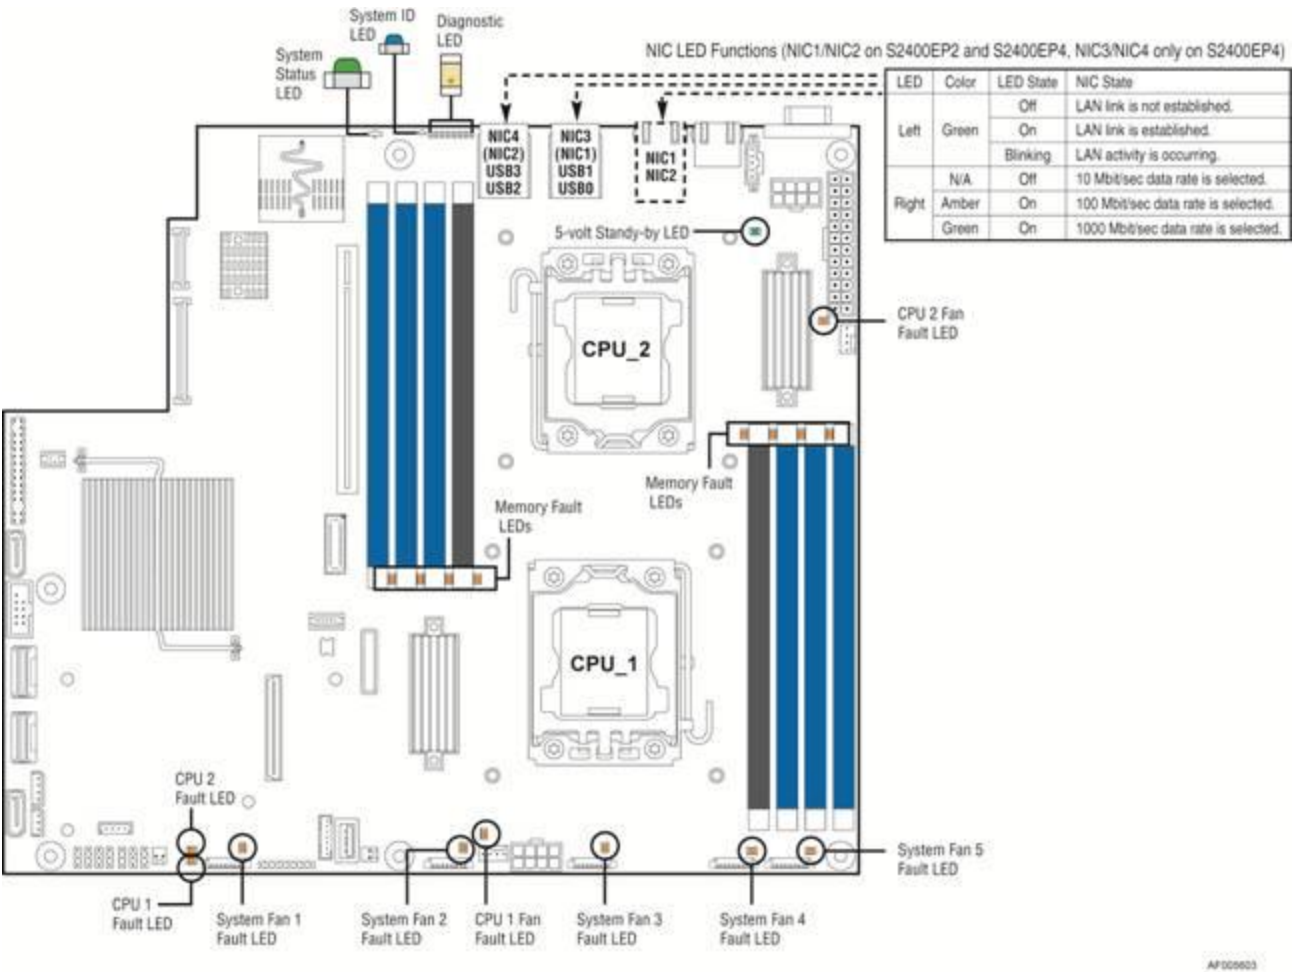 System ID
LED
Diagnostic
LED
System
Status
LED
NIC LED Functions (NIC1/NIC2 on S2400EP2 and S2400EP4, NIC3/NIC4 only on S2400EP4)
LED Color LED State NIC State
Left Green Off LAN link is not established.
On LAN link is established.
Blinking LAN activity is occurring.
Right N/A Off 10 Mbit/sec data rate is selected.
Amber On 100 Mbit/sec data rate is selected.
Green On 1000 Mbit/sec data rate is selected.
NIC4
(NIC2)
USB3
USB2
NIC3
(NIC1)
USB1
USB0
NIC1
NIC2
5-volt Standy-by LED
CPU 2 Fan
Fault LED
CPU_2
Memory Fault
LEDs
Memory Fault
LEDs
CPU_1
CPU 2
Fault LED
System Fan 5
Fault LED
CPU 1
Fault LED
System Fan 1
Fault LED
System Fan 2
Fault LED
CPU 1 Fan
Fault LED
System Fan 3
Fault LED
System Fan 4
Fault LED
AF005603